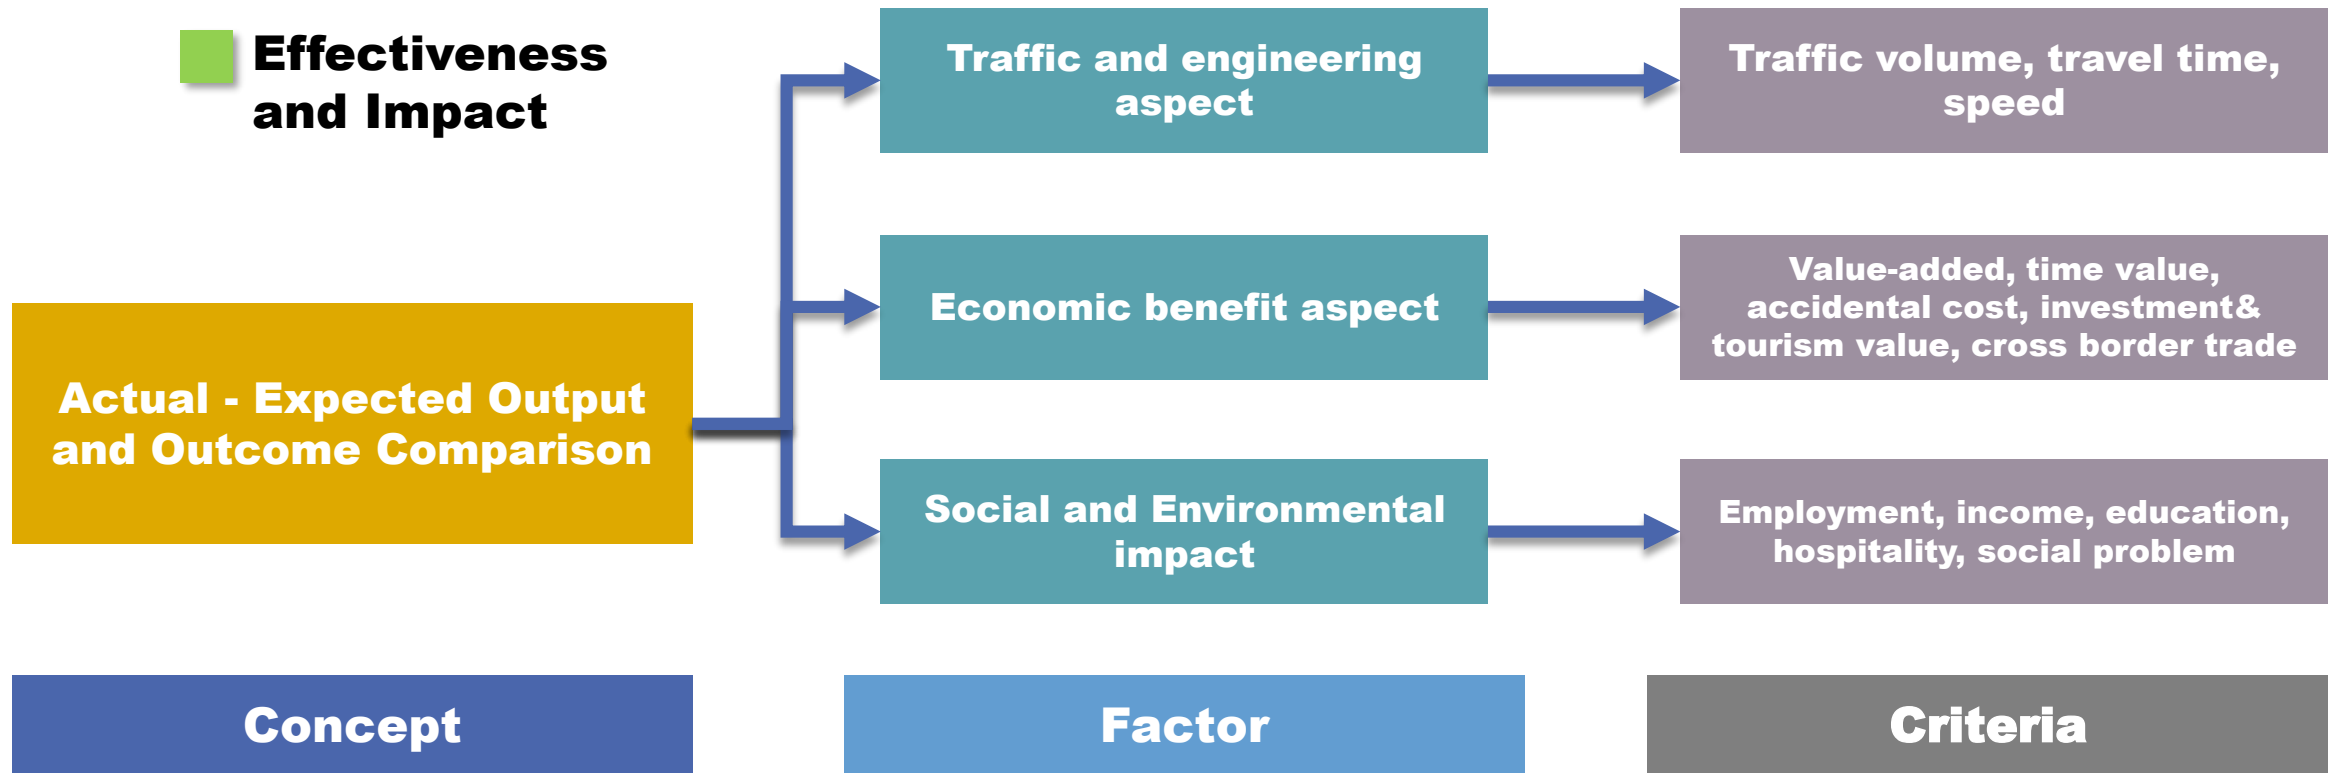 Effectiveness
and Impact
Traffic and engineering
aspect
Traffic volume, travel time,
speed
Actual - Expected Output
and Outcome Comparison
Economic benefit aspect
Value-added, time value,
accidental cost, investment&
tourism value, cross border trade
Social and Environmental
impact
Employment, income, education,
hospitality, social problem
Concept
Factor
Criteria